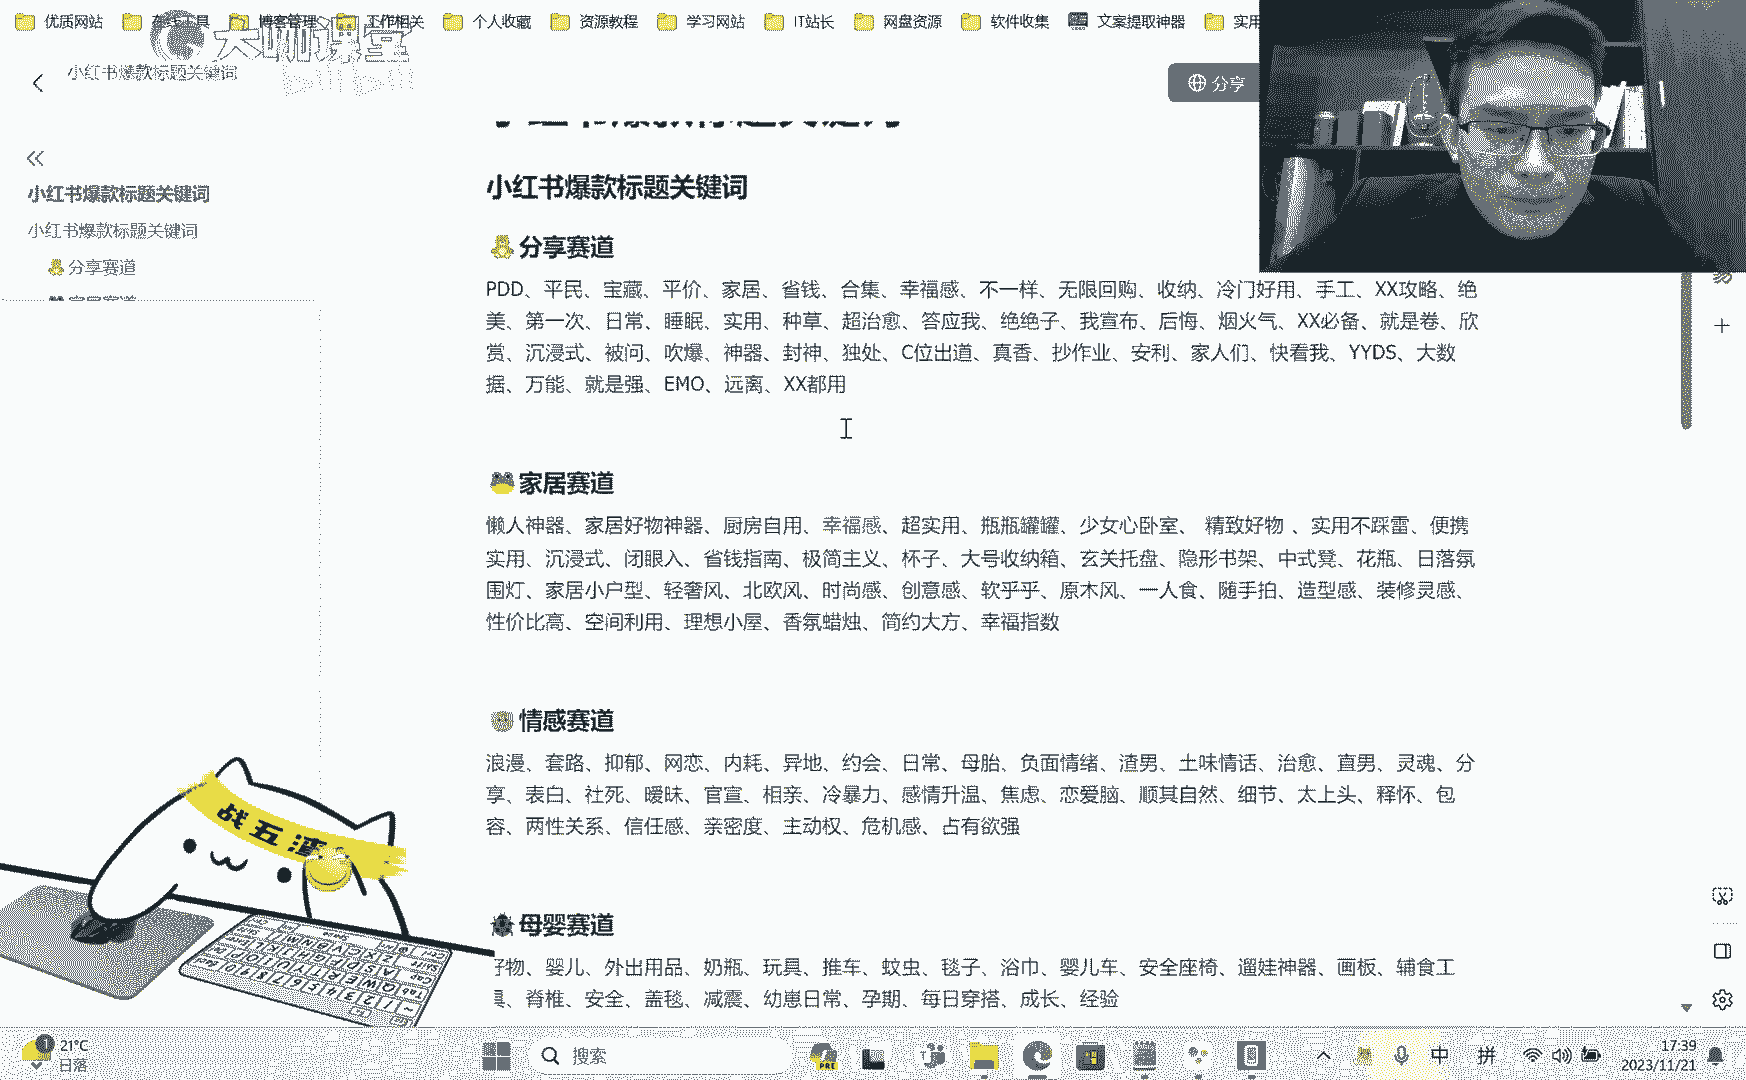 优质网站 在线工具 博客管理 工作相关 个人收藏 资源教程 学习网站 IT站长 网盘资源 软件收集 文案提取神器 实用
大咖课堂
bilibili
小红书爆款标题关键词
分享
小红书爆款标题关键词
小红书爆款标题关键词
分享赛道
家居赛道
小红书爆款标题关键词
小红书爆款标题关键词
分享赛道
PDD、平民、宝藏、平价、家居、省钱、合集、幸福感、不一样、无限回购、收纳、冷门好用、手工、XX攻略、绝
美、第一次、日常、睡眠、实用、种草、超治愈、答应我、绝绝子、我宣布、后悔、烟火气、XX必备、就是卷、欣
赏、沉浸式、被问、吹爆、神器、封神、独处、C位出道、真香、抄作业、安利、家人们、快看我、YYDS、大数
据、万能、就是强、EMO、远离、XX都用
家居赛道
懒人神器、家居好物神器、厨房自用、幸福感、超实用、瓶瓶罐罐、少女心卧室、 精致好物 、实用不踩雷、便携
实用、沉浸式、闭眼入、省钱指南、极简主义、杯子、大号收纳箱、玄关托盘、隐形书架、中式凳、花瓶、日落氛
围灯、家居小户型、轻奢风、北欧风、时尚感、创意感、软乎乎、原木风、一人食、随手拍、造型感、装修灵感、
性价比高、空间利用、理想小屋、香氛蜡烛、简约大方、幸福指数
情感赛道
浪漫、套路、抑郁、网恋、内耗、异地、约会、日常、母胎、负面情绪、渣男、土味情话、治愈、直男、灵魂、分
享、表白、社死、暧昧、官宣、相亲、冷暴力、感情升温、焦虑、恋爱脑、顺其自然、细节、太上头、释怀、包
容、两性关系、信任感、亲密度、主动权、危机感、占有欲强
母婴赛道
好物、婴儿、外出用品、奶瓶、玩具、推车、蚊虫、毯子、浴巾、婴儿车、安全座椅、遛娃神器、画板、辅食工
具、脊椎、安全、盖毯、减震、幼崽日常、孕期、每日穿搭、成长、经验
战五渣
1
21°C
日落
搜索
PRE
中
拼
17:39
2023/11/21